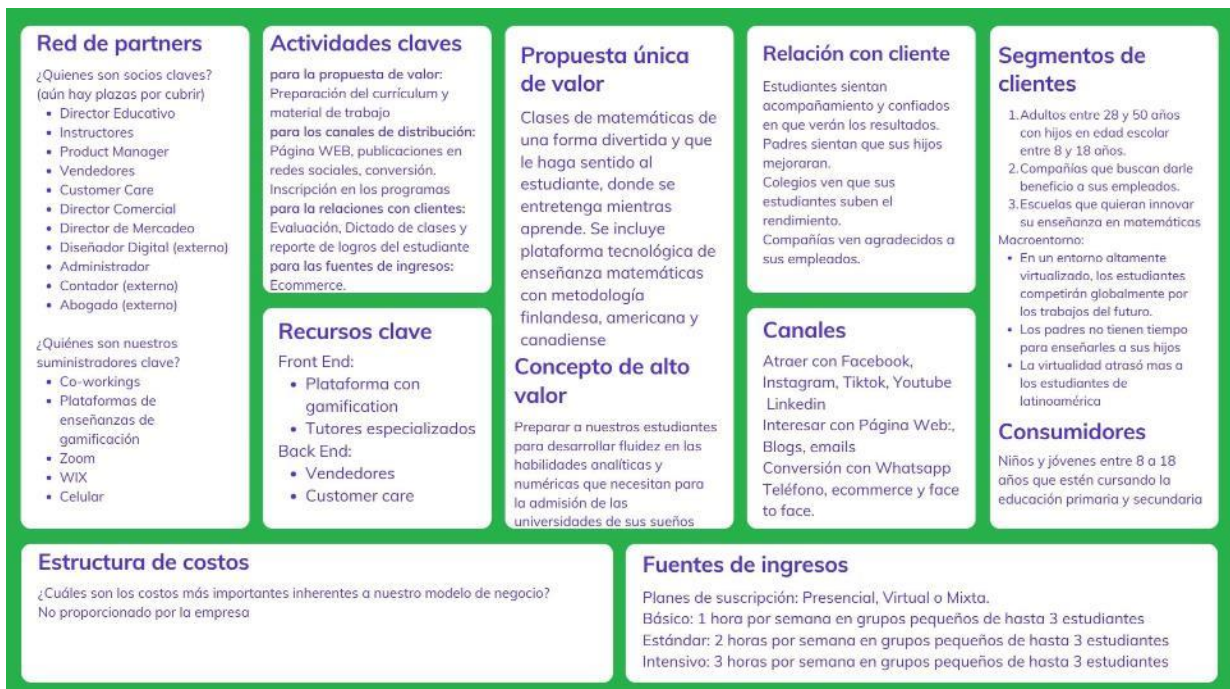 Red de partners
¿Quienes son socios claves?
(aún hay plazas por cubrir)
• Director Educativo
• Instructores
• Product Manager
• Vendedores
• Customer Care
• Director Comercial
• Director de Mercadeo
• Diseñador Digital (externo)
• Administrador
• Contador (externo)
• Abogado (externo)
¿Quiénes son nuestros
suministradores clave?
• Co-workings
• Plataformas de
enseñanzas de
gamificación
• Zoom
• WIX
• Celular
Actividades claves
para la propuesta de valor:
Preparación del currículum y
material de trabajo
para los canales de distribución:
Página WEB, publicaciones en
redes sociales, conversión.
Inscripción en los programas
para la relaciones con clientes:
Evaluación, Dictado de clases y
reporte de logros del estudiante
para las fuentes de ingresos:
Ecommerce.
Recursos clave
Front End:
• Plataforma con
gamification
• Tutores especializados
Back End:
• Vendedores
• Customer care
Propuesta única
de valor
Clases de matemáticas de
una forma divertida y que
le haga sentido al
estudiante, donde se
entretenga mientras
aprende. Se incluye
plataforma tecnológica de
enseñanza matemáticas
con metodología
finlandesa, americana y
canadiense
Concepto de alto
valor
Preparar a nuestros estudiantes
para desarrollar fluidez en las
habilidades analíticas y
numéricas que necesitan para
la admisión de las
universidades de sus sueños
Relación con cliente
Estudiantes sientan
acompañamiento y confiados
en que verán los resultados.
Padres sientan que sus hijos
mejoraran.
Colegios ven que sus
estudiantes suben el
rendimiento.
Compañías ven agradecidos a
sus empleados.
Canales
Atraer con Facebook,
Instagram, Tiktok, Youtube
Linkedin
Interesar con Página Web:,
Blogs, emails
Conversión con Whatsapp
Teléfono, ecommerce y face
to face.
Segmentos de
clientes
1. Adultos entre 28 y 50 años
con hijos en edad escolar
entre 8 y 18 años.
2. Compañías que buscan darle
beneficio a sus empleados.
3. Escuelas que quieran innovar
su enseñanza en matemáticas
Macroentorno:
• En un entorno altamente
virtualizado, los estudiantes
competirán globalmente por
los trabajos del futuro.
• Los padres no tienen tiempo
para enseñarles a sus hijos
• La virtualidad atrasó mas a
los estudiantes de
latinoamérica
Consumidores
Niños y jóvenes entre 8 a 18
años que estén cursando la
educación primaria y secundaria
Estructura de costos
¿Cuáles son los costos más importantes inherentes a nuestro modelo de negocio?
No proporcionado por la empresa
Fuentes de ingresos
Planes de suscripción: Presencial, Virtual o Mixta.
Básico: 1 hora por semana en grupos pequeños de hasta 3 estudiantes
Estándar: 2 horas por semana en grupos pequeños de hasta 3 estudiantes
Intensivo: 3 horas por semana en grupos pequeños de hasta 3 estudiantes